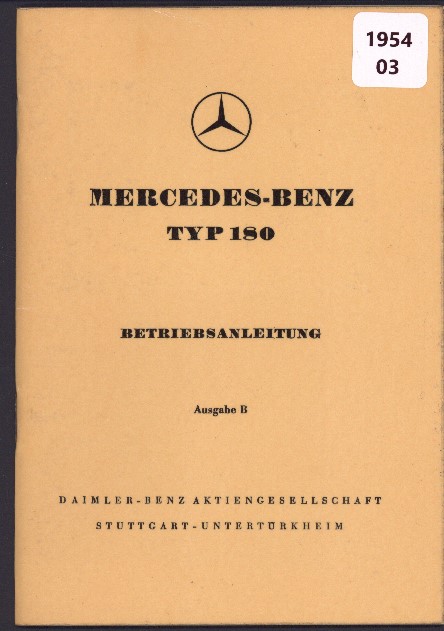 1954
03
MERCEDES-BENZ
TYP 180
BETRIEBSANLEITUNG
Ausgabe B
DAIMLER-BENZ AKTIENGESELLSCHAFT
STUTTGART-UNTERTÜRKHEIM